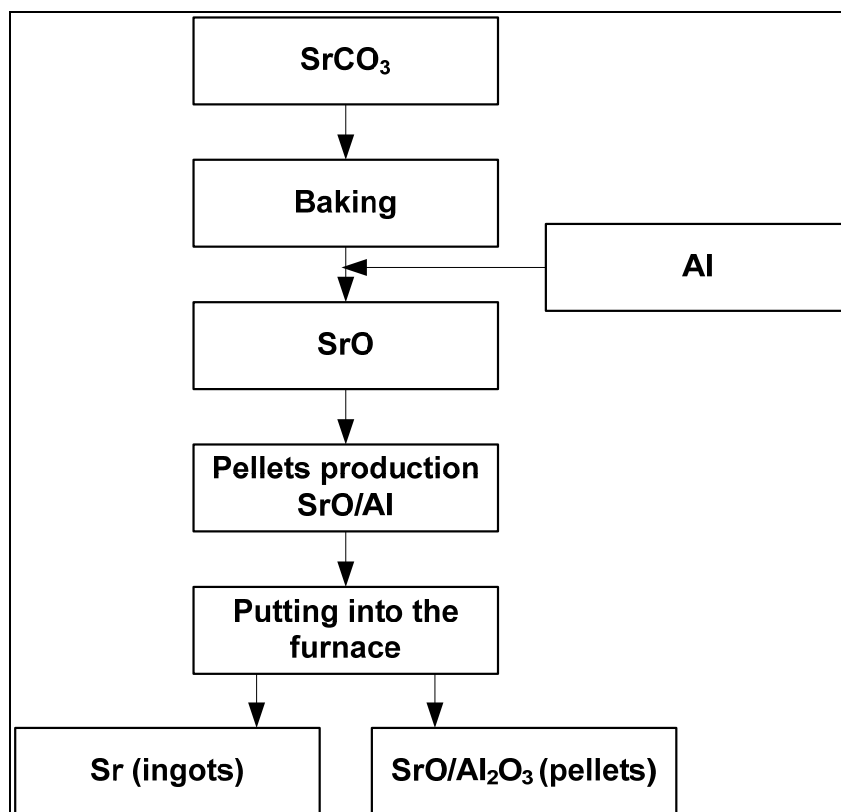 SrCO₃
Baking
Al
SrO
Pellets production
SrO/Al
Putting into the
furnace
Sr (ingots)
SrO/Al₂O₃ (pellets)